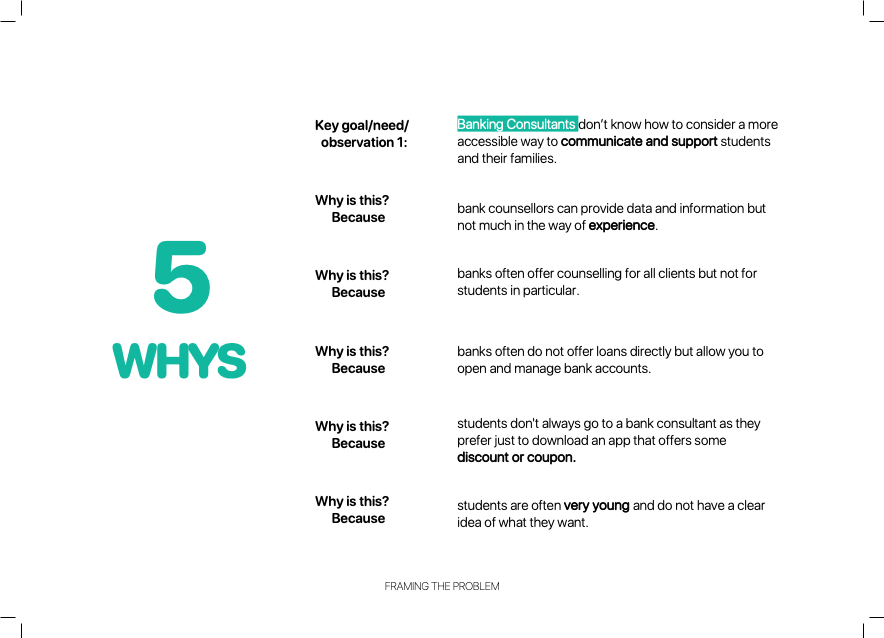 5
WHYS
Key goal/need/
observation 1:
Banking Consultants don’t know how to consider a more
accessible way to communicate and support students
and their families.
Why is this?
Because
bank counsellors can provide data and information but
not much in the way of experience.
Why is this?
Because
banks often offer counselling for all clients but not for
students in particular.
Why is this?
Because
banks often do not offer loans directly but allow you to
open and manage bank accounts.
Why is this?
Because
students don't always go to a bank consultant as they
prefer just to download an app that offers some
discount or coupon.
Why is this?
Because
students are often very young and do not have a clear
idea of what they want.
FRAMING THE PROBLEM